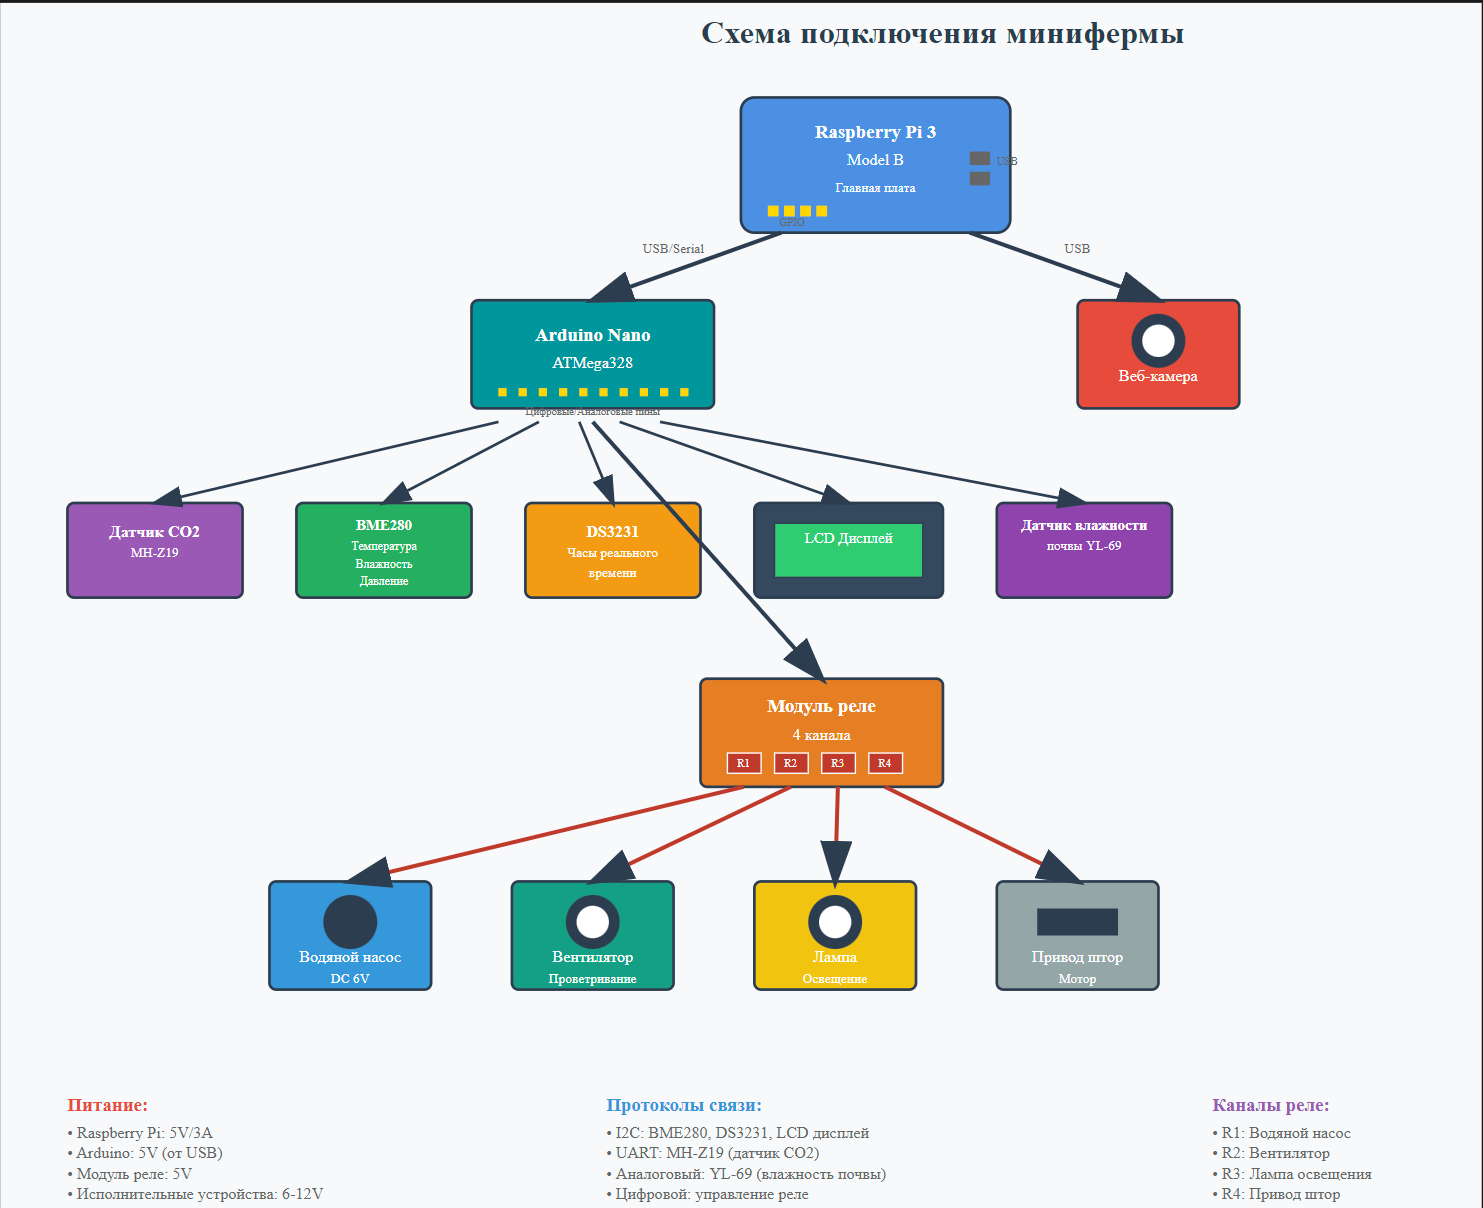 Схема подключения минифермы
Raspberry Pi 3
Model B
Главная плата
USB
GPIO
USB/Serial
USB
Arduino Nano
ATMega328
Цифровые/Аналоговые пины
Веб-камера
Датчик CO2
MH-Z19
BME280
Температура
Влажность
Давление
DS3231
Часы реального
времени
LCD Дисплей
Датчик влажности
почвы YL-69
Модуль реле
4 канала
R1 R2 R3 R4
Водяной насос
DC 6V
Вентилятор
Проветривание
Лампа
Освещение
Привод штор
Мотор
Питание:
• Raspberry Pi: 5V/3A
• Arduino: 5V (от USB)
• Модуль реле: 5V
• Исполнительные устройства: 6-12V
Протоколы связи:
• I2C: BME280, DS3231, LCD дисплей
• UART: MH-Z19 (датчик CO2)
• Аналоговый: YL-69 (влажность почвы)
• Цифровой: управление реле
Каналы реле:
• R1: Водяной насос
• R2: Вентилятор
• R3: Лампа освещения
• R4: Привод штор